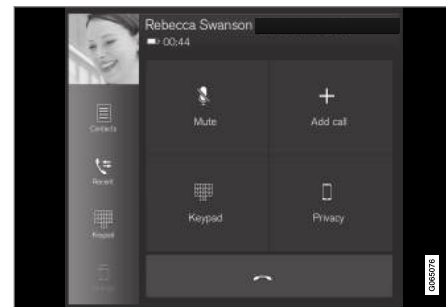 Rebecca Swanson
00:44
Contacts
Recent
Keypad
Mute
Add call
Keypad
Privacy
G065076